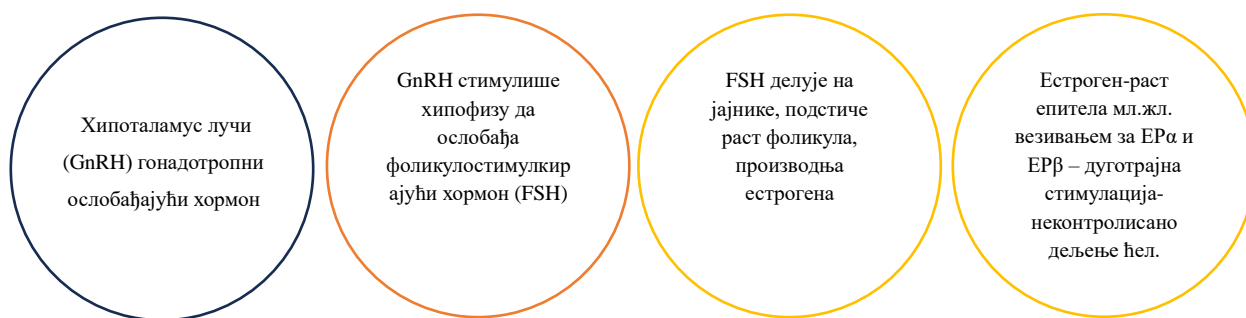 Хипоталамус лучи
(GnRH) гонадотропни
ослобађајући хормон
GnRH стимулише
хипофизу да
ослобађа
фоликулостимулкир
ајући хормон (FSH)
FSH делује на
јајнике, подстиче
раст фоликула,
производња
естрогена
Естроген-раст
епитела мл.жл.
везивањем за ЕРα и
ЕРβ – дуготрајна
стимулација-
неконтролисано
дељење ћел.